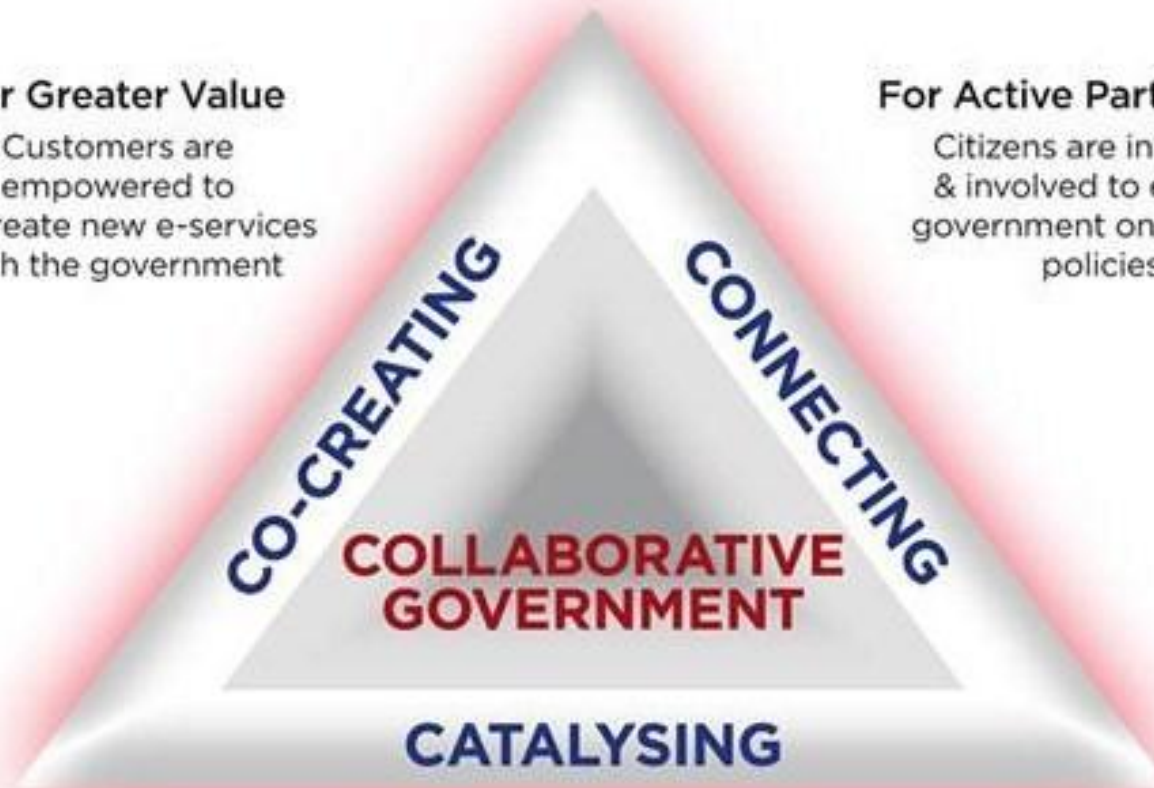 r Greater Value
Customers are
empowered to
reate new e-services
h the government
For Active Part
Citizens are in
& involved to e
government on
policies
CO-CREATING
CONNECTING
COLLABORATIVE
GOVERNMENT
CATALYSING